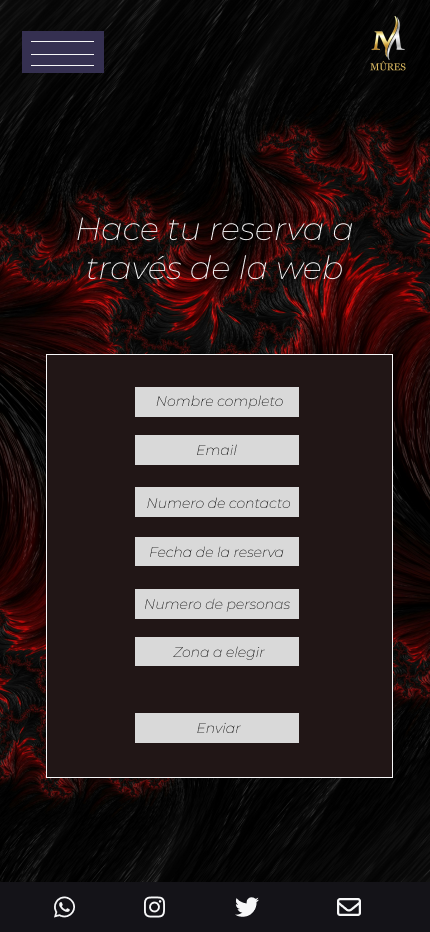 MÛRES
Hace tu reserva a
través de la web
Nombre completo
Email
Numero de contacto
Fecha de la reserva
Numero de personas
Zona a elegir
Enviar